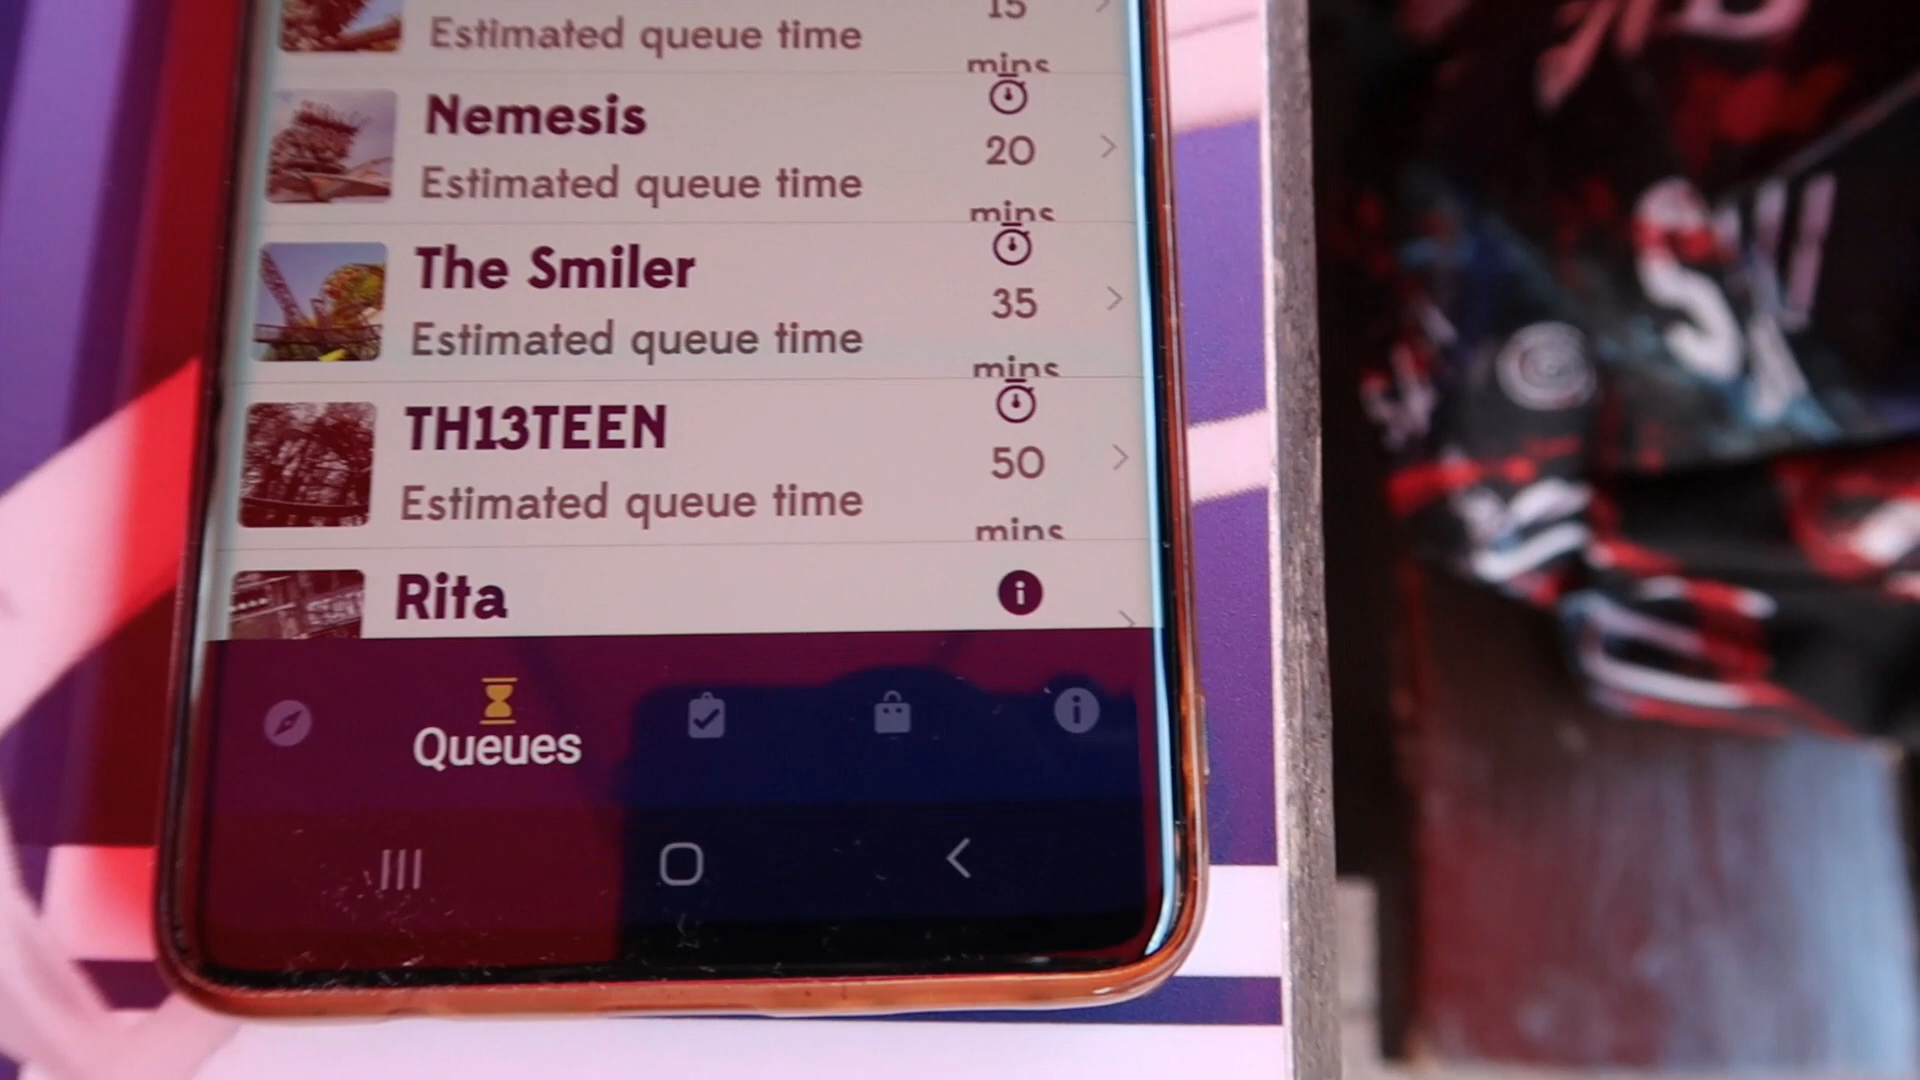 15
Estimated queue time
mins
Nemesis
20
Estimated queue time
mins
The Smiler
35
Estimated queue time
mins
TH13TEEN
50
Estimated queue time
mins
Rita
Queues